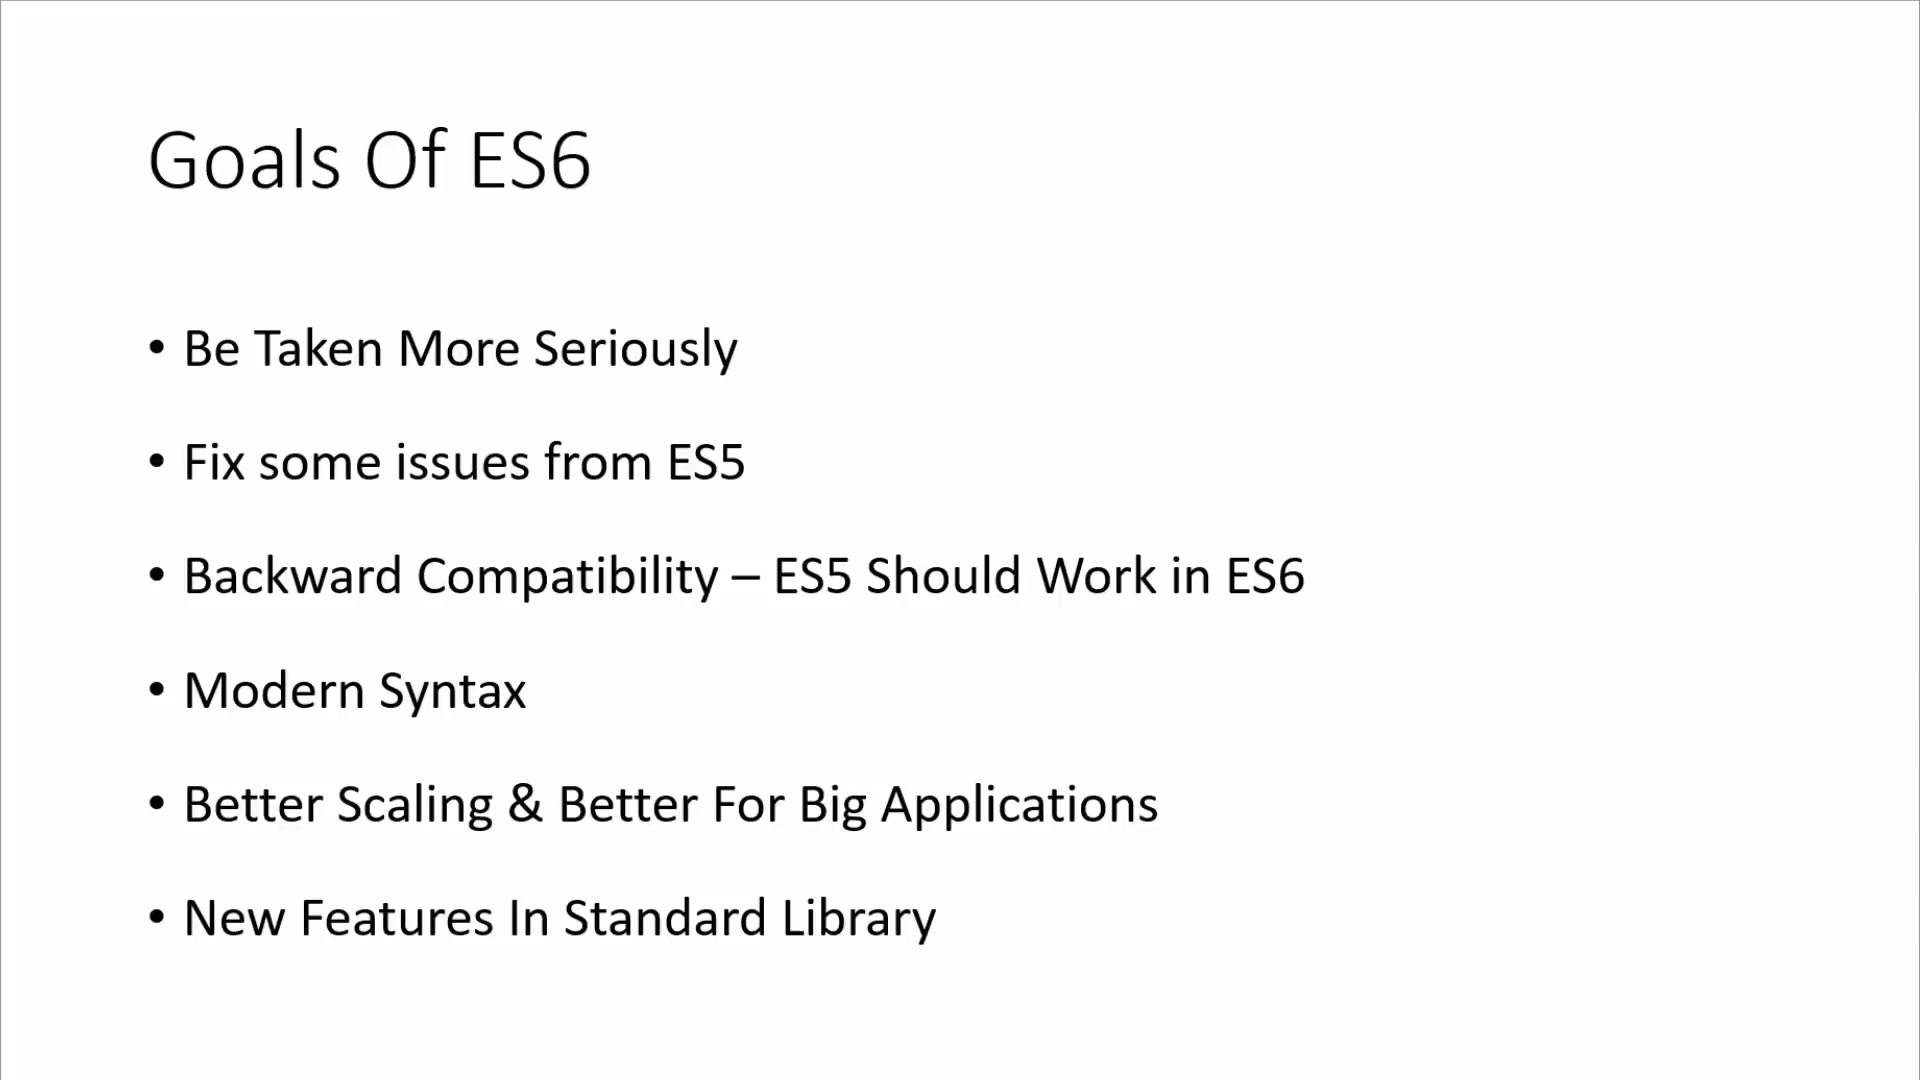 Goals Of ES6
• Be Taken More Seriously
• Fix some issues from ES5
• Backward Compatibility – ES5 Should Work in ES6
• Modern Syntax
• Better Scaling & Better For Big Applications
• New Features In Standard Library